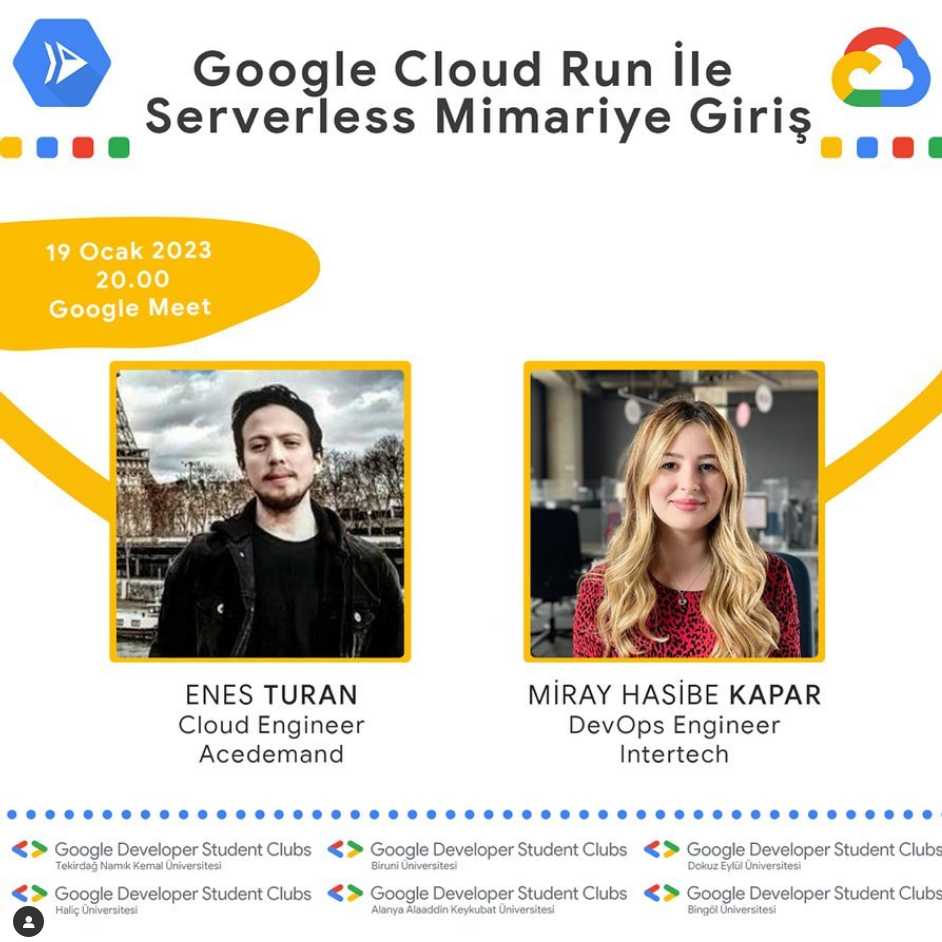 Google Cloud Run İle
Serverless Mimariye Giriş
19 Ocak 2023
20.00
Google Meet
ENES TURAN
Cloud Engineer
Acedemand
MİRAY HASİBE KAPAR
DevOps Engineer
Intertech
Google Developer Student Clubs
Tekirdağ Namık Kemal Üniversitesi
Google Developer Student Clubs
Biruni Üniversitesi
Google Developer Student Clubs
Dokuz Eylül Üniversitesi
Google Developer Student Clubs
Haliç Üniversitesi
Google Developer Student Clubs
Alanya Alaaddin Keykubat Üniversitesi
Google Developer Student Clubs
Bingöl Üniversitesi